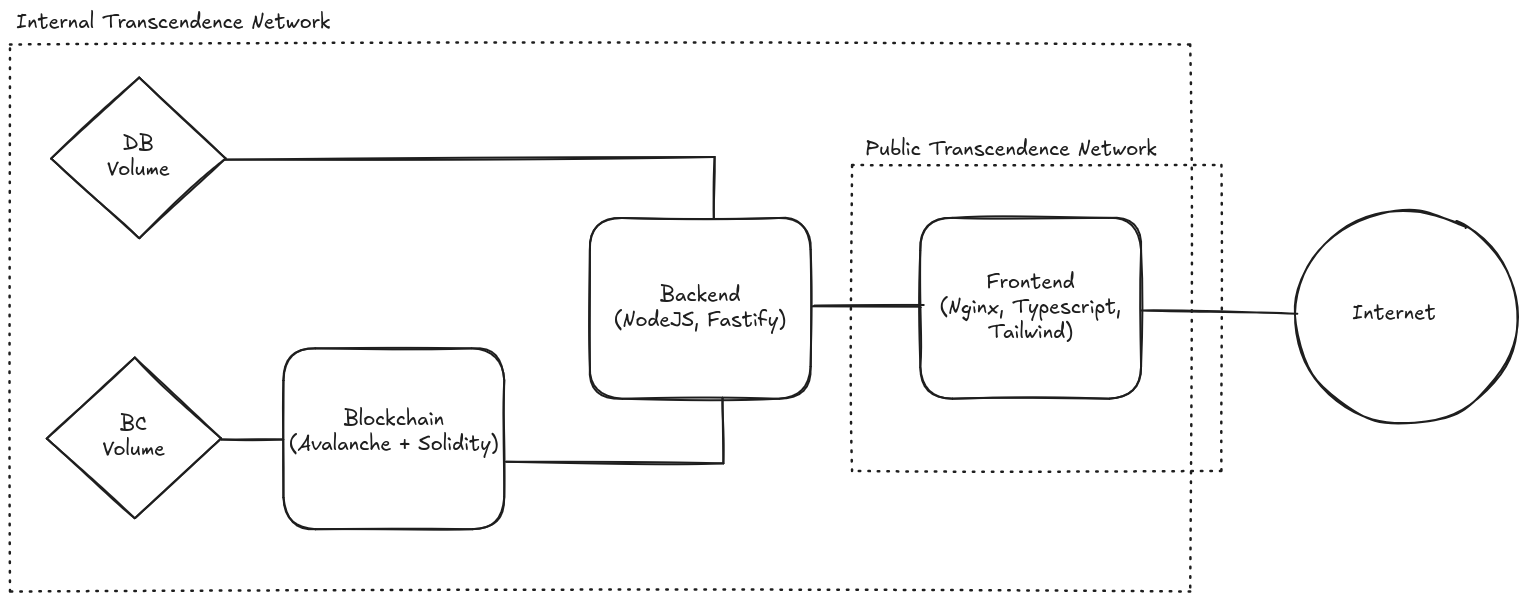 Internal Transcendence Network
DB
Volume
Public Transcendence Network
Backend
(NodeJS, Fastify)
Frontend
(Nginx, Typescript,
Tailwind)
Internet
BC
Volume
Blockchain
(Avalanche + Solidity)